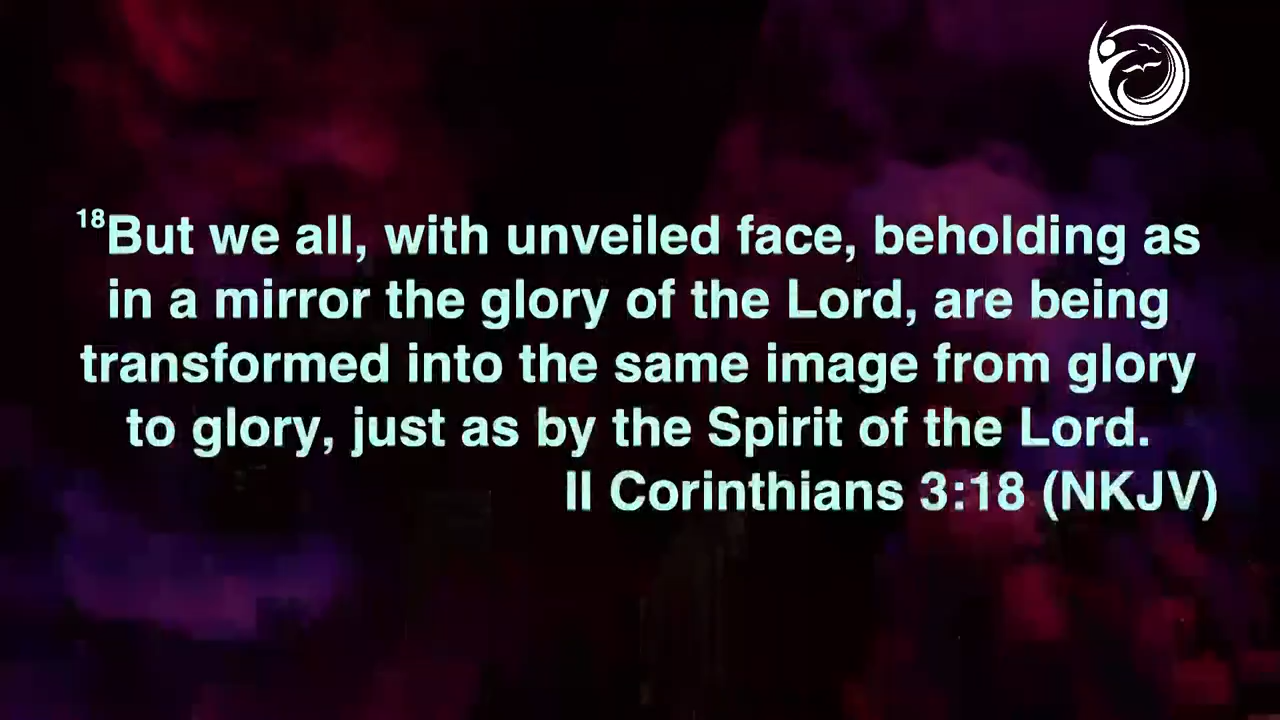 18But we all, with unveiled face, beholding as
in a mirror the glory of the Lord, are being
transformed into the same image from glory
to glory, just as by the Spirit of the Lord.
II Corinthians 3:18 (NKJV)